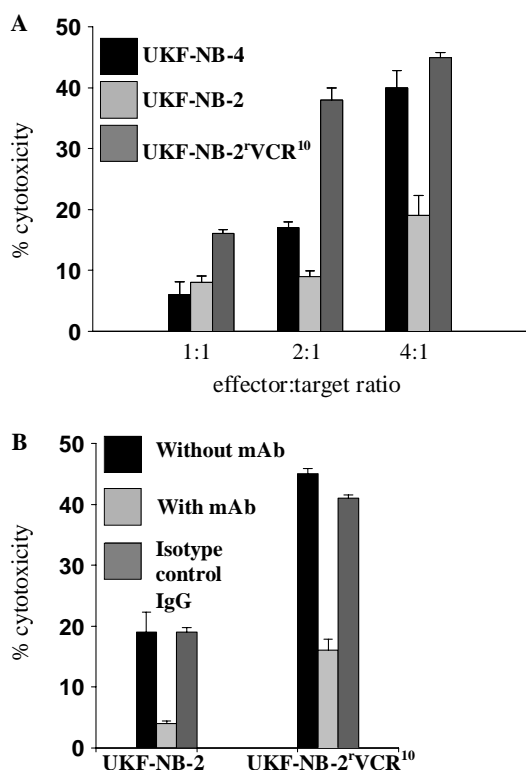 A
50
40
30
20
10
0
% cytotoxicity
UKF-NB-4
UKF-NB-2
UKF-NB-2rVCR10
1:1 2:1 4:1
effector:target ratio
B
50
40
30
20
10
0
% cytotoxicity
Without mAb
With mAb
Isotype
control
IgG
UKF-NB-2 UKF-NB-2rVCR10